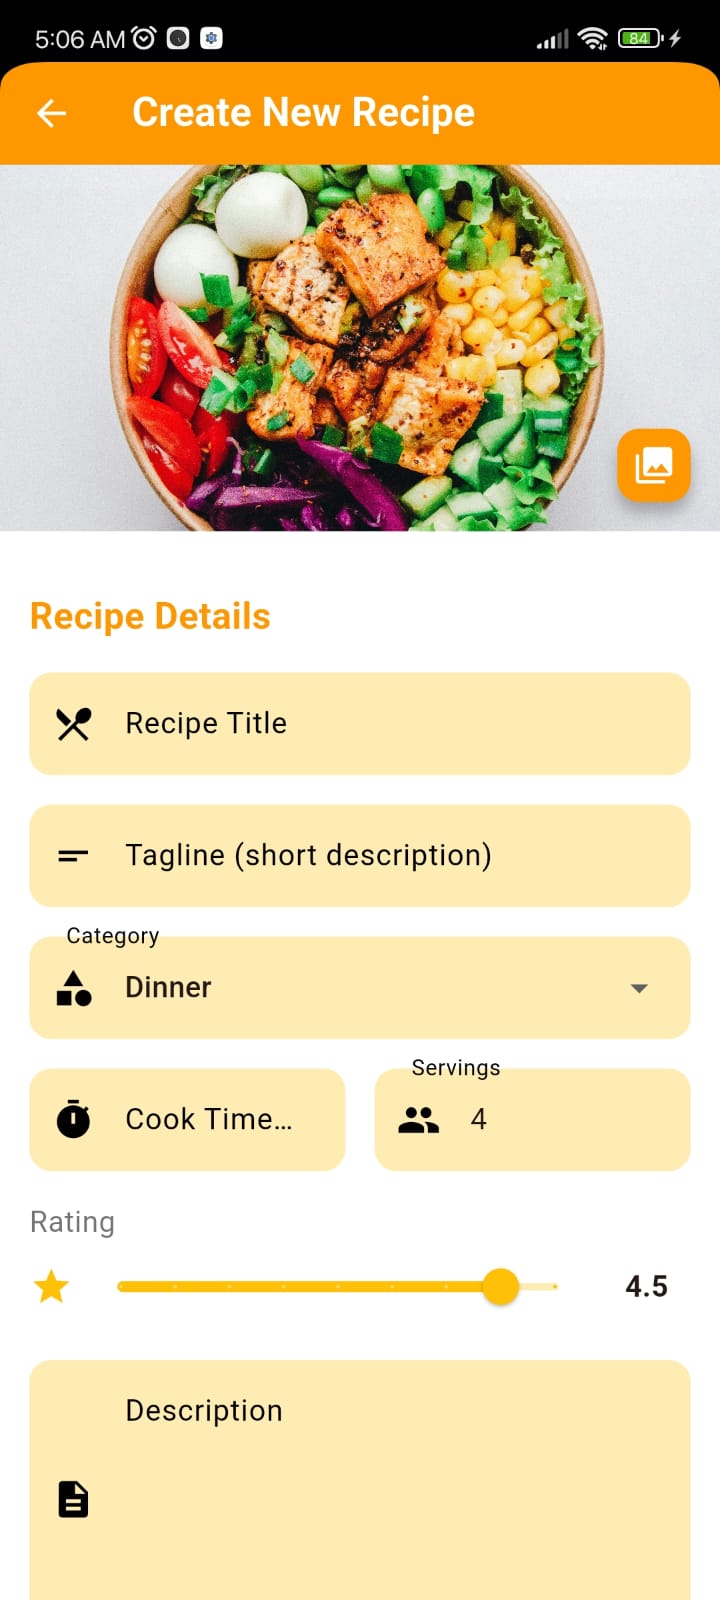 5:06 AM
84
Create New Recipe
Recipe Details
Recipe Title
Tagline (short description)
Category
Dinner
Cook Time...
Servings
4
Rating
4.5
Description